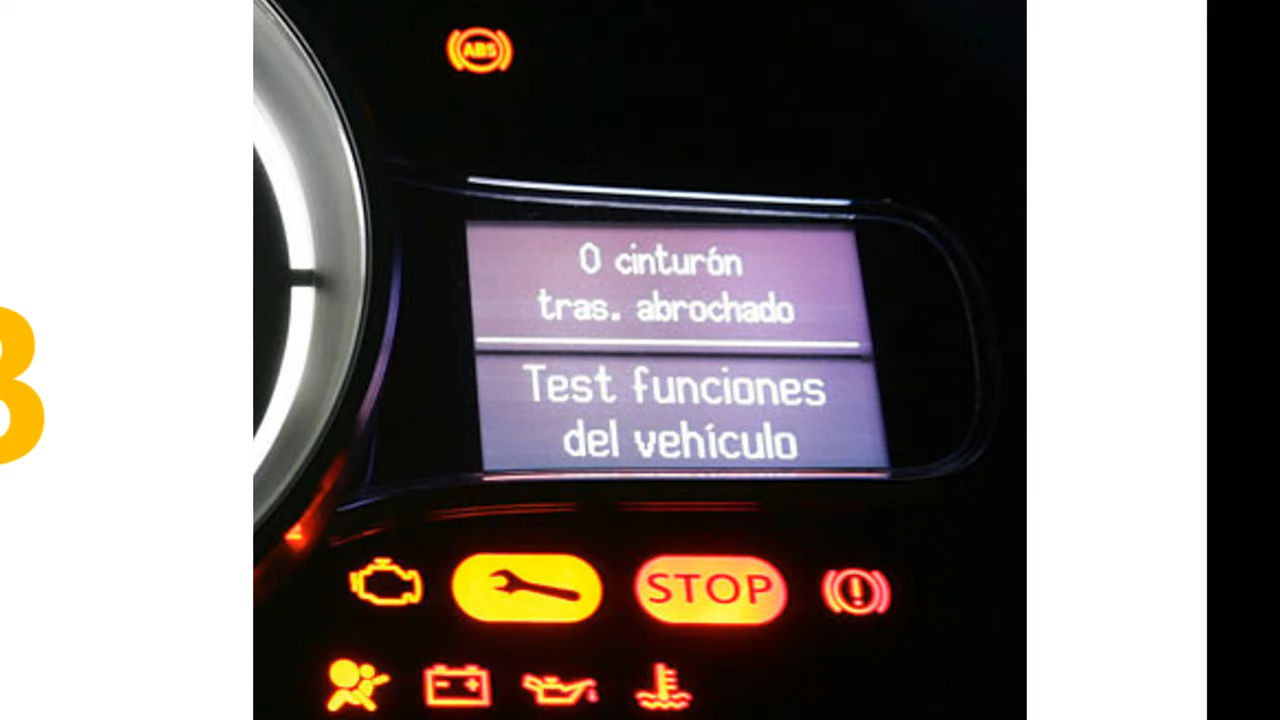 ABS
0 cinturón
tras. abrochado
Test funciones
del vehículo
STOP